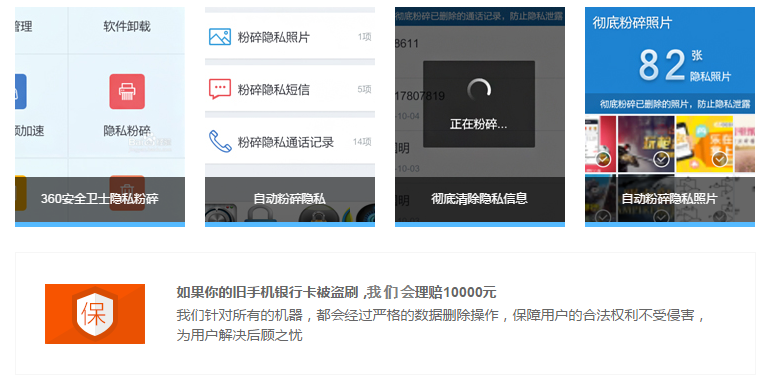 管理
软件卸载
加速
隐私粉碎
360安全卫士隐私粉碎
粉碎隐私照片
1项
粉碎隐私短信
5项
粉碎隐私通话记录
14项
自动粉碎隐私
彻底粉碎已删除的通话记录，防止隐私泄露
8611
17807819
正在粉碎...
-10-04
明
-10-03
明
彻底清除隐私信息
彻底粉碎照片
82
张
隐私照片
彻底粉碎已删除的照片，防止隐私泄露
自动粉碎隐私照片
保
如果你的旧手机银行卡被盗刷 ,我们会理赔10000元
我们针对所有的机器，都会经过严格的数据删除操作，保障用户的合法权利不受侵害，
为用户解决后顾之忧